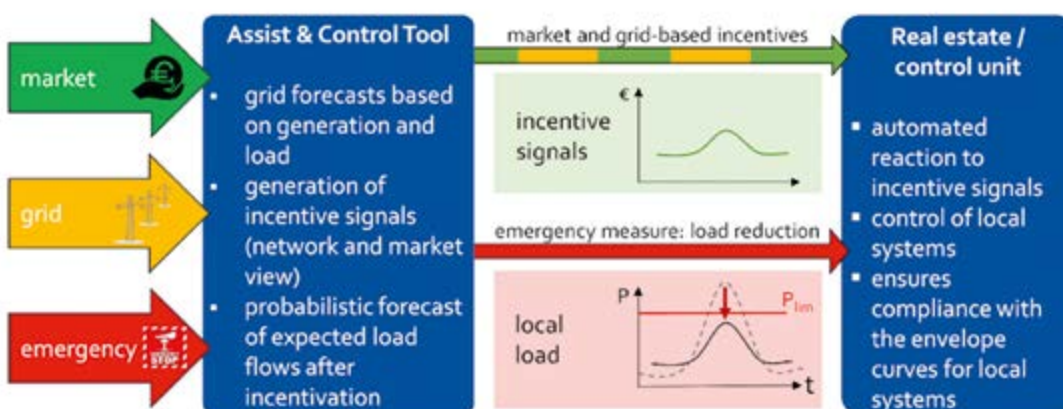 market
grid
emergency
STOP
Assist & Control Tool
▪ grid forecasts based
on generation and
load
▪ generation of
incentive signals
(network and market
view)
▪ probalistic forecast
of expected load
flows after
incentivation
market and grid-based incentives
incentive
signals
€
emergency measure: load reduction
local
load
P
P_lim
t
Real estate /
control unit
▪ automated
reaction to
incentive signals
▪ control of local
systems
▪ ensures
compliance with
the envelope
curves for local
systems